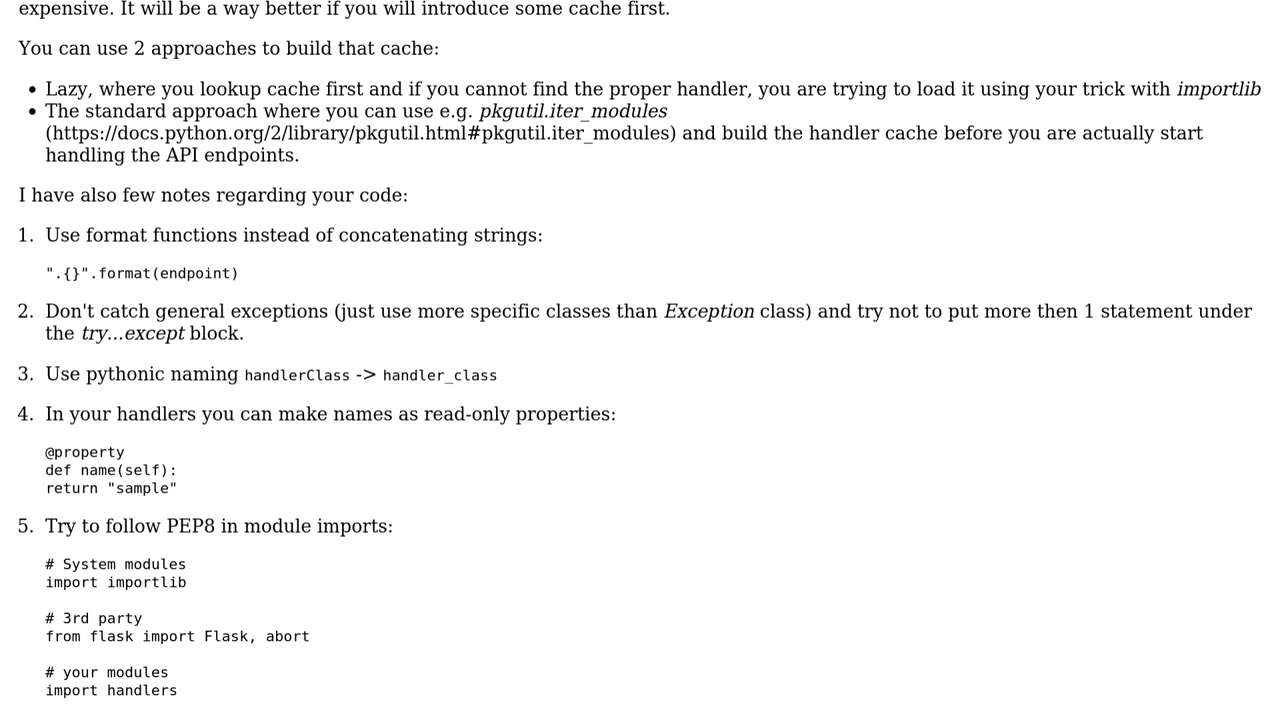 expensive. It will be a way better if you will introduce some cache first.
You can use 2 approaches to build that cache:
• Lazy, where you lookup cache first and if you cannot find the proper handler, you are trying to load it using your trick with importlib
• The standard approach where you can use e.g. pkgutil.iter_modules
(https://docs.python.org/2/library/pkgutil.html#pkgutil.iter_modules) and build the handler cache before you are actually start
handling the API endpoints.
I have also few notes regarding your code:
1. Use format functions instead of concatenating strings:
".{}".format(endpoint)
2. Don't catch general exceptions (just use more specific classes than Exception class) and try not to put more then 1 statement under
the try...except block.
3. Use pythonic naming handlerClass -> handler_class
4. In your handlers you can make names as read-only properties:
@property
def name(self):
return "sample"
5. Try to follow PEP8 in module imports:
# System modules
import importlib
# 3rd party
from flask import Flask, abort
# your modules
import handlers